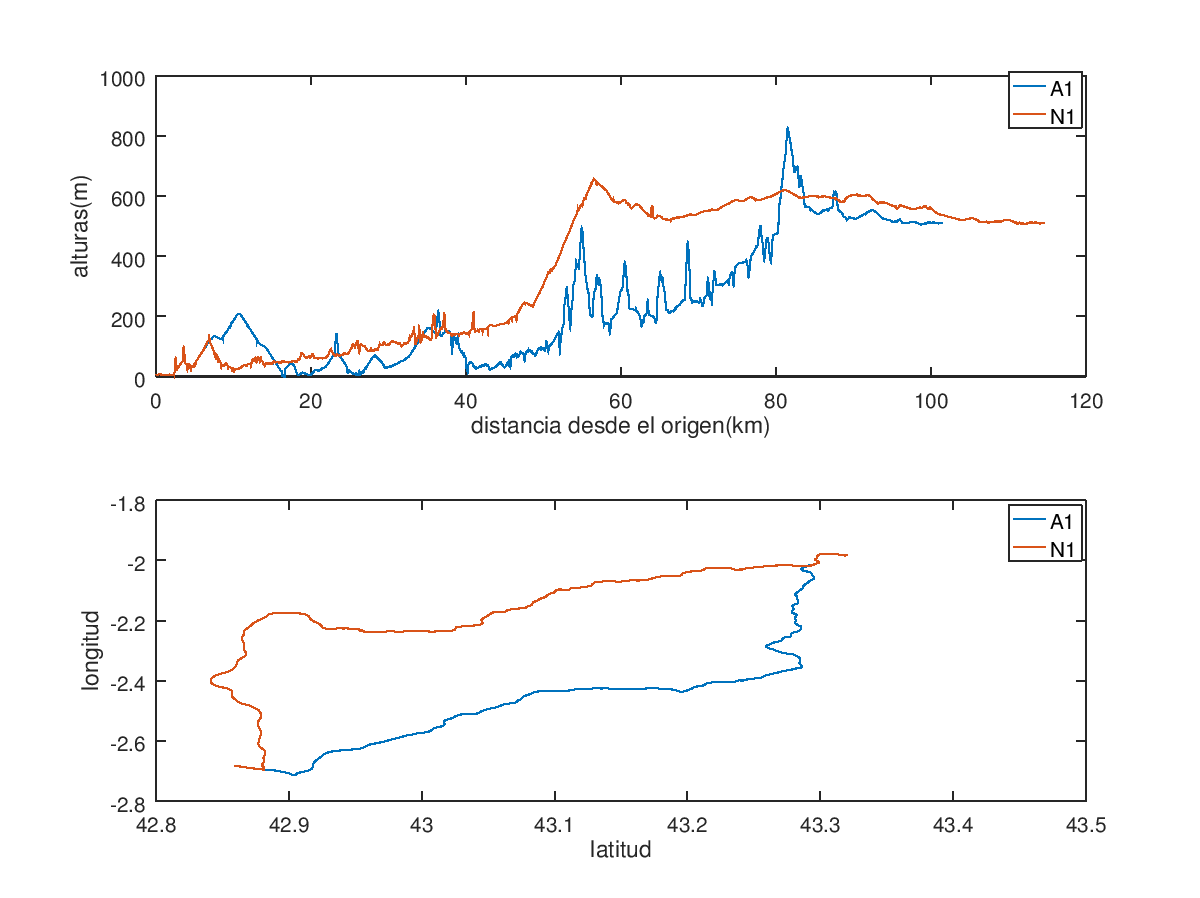 1000
800
600
400
200
0
alturas(m)
0 20 40 60 80 100 120
distancia desde el origen(km)
A1
N1
-1.8
-2
-2.2
-2.4
-2.6
-2.8
longitud
42.8 42.9 43 43.1 43.2 43.3 43.4 43.5
latitud
A1
N1